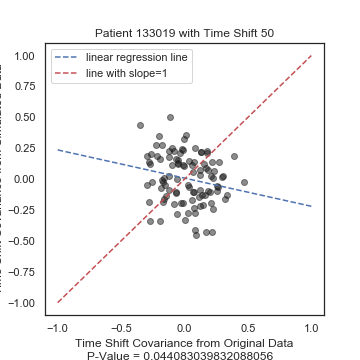 Patient 133019 with Time Shift 50
linear regression line
line with slope=1
1.00
0.75
0.50
0.25
0.00
−0.25
−0.50
−0.75
−1.00
−1.0
−0.5
0.0
0.5
1.0
Time Shift Covariance from Original Data
P-Value = 0.044083039832088056